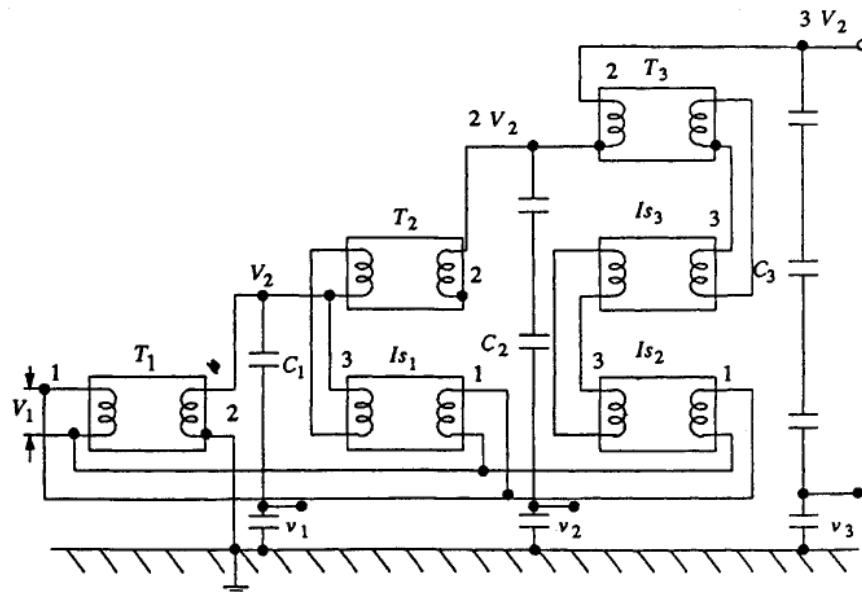 3 V₂
2 T₃
2 V₂
T₂
Is₃ 3
V₂
2
C₃
T₁
C₁
3 Is₁ 1
C₂
3 Is₂ 1
1
V₁
2
v₁
v₂
v₃